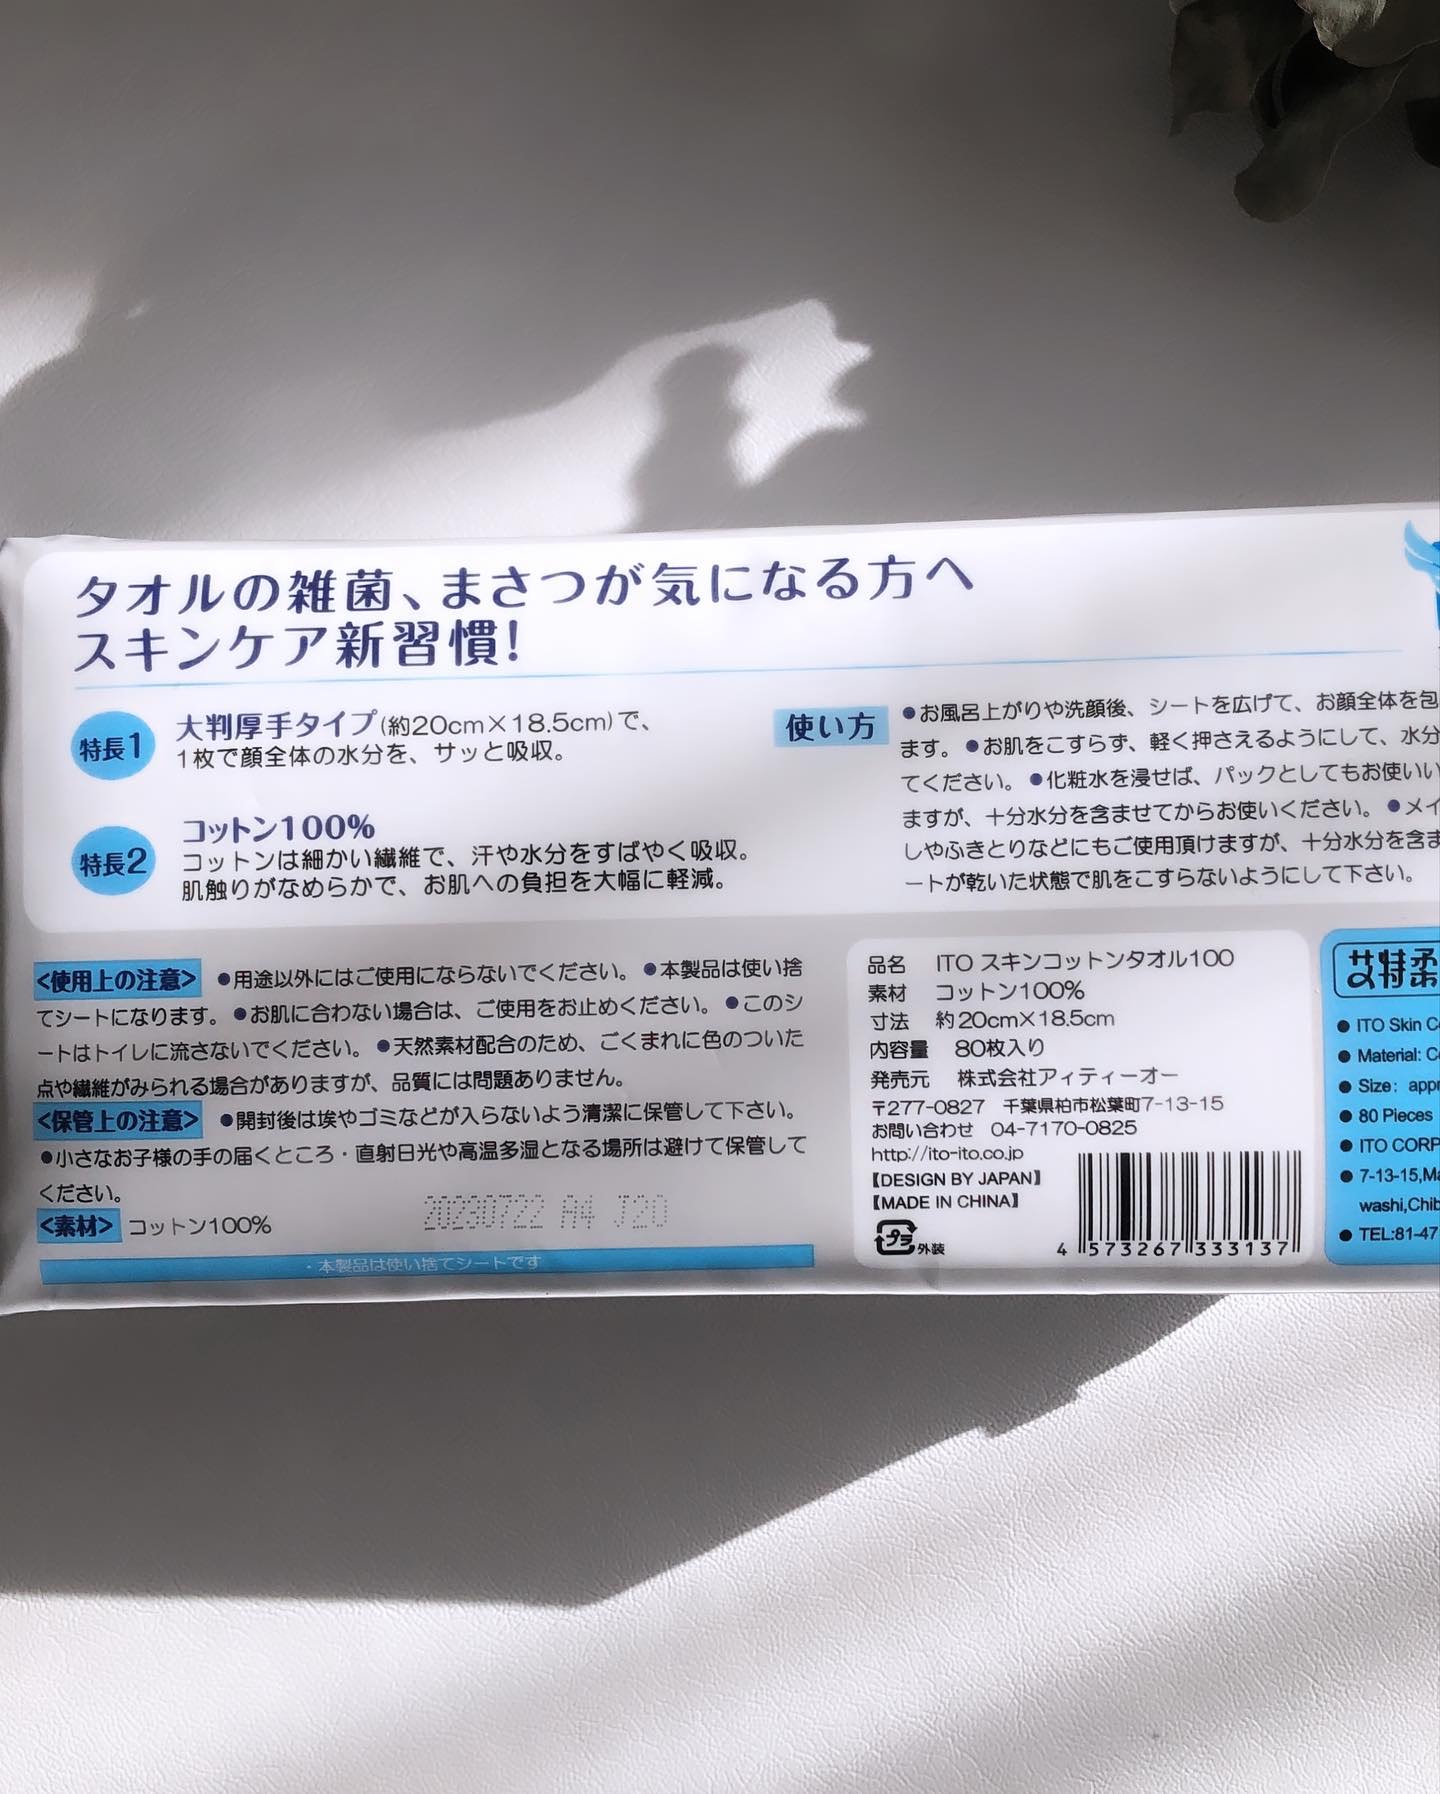 タオルの雑菌、まさつが気になる方へ
スキンケア新習慣!
特長1
大判厚手タイプ(約20cm×18.5cm)で、
1枚で顔全体の水分を、サッと吸収。
特長2
コットン100%
コットンは細かい繊維で、汗や水分をすばやく吸収。
肌触りがなめらかで、お肌への負担を大幅に軽減。
使い方
●お風呂上がりや洗顔後、シートを広げて、お顔全体を包
ます。●お肌をこすらず、軽く押さえるようにして、水分
てください。●化粧水を浸せば、パックとしてもお使いい
ますが、十分水分を含ませてからお使いください。●メイ
しやふきとりなどにもご使用頂けますが、十分水分を含ま
ートが乾いた状態で肌をこすらないようにして下さい。
<使用上の注意> ●用途以外にはご使用にならないでください。●本製品は使い捨
てシートになります。●お肌に合わない場合は、ご使用をお止めください。●このシ
ートはトイレに流さないでください。●天然素材配合のため、ごくまれに色のついた
点や繊維がみられる場合がありますが、品質には問題ありません。
<保管上の注意> ●開封後は埃やゴミなどが入らないよう清潔に保管して下さい。
●小さなお子様の手の届くところ・直射日光や高温多湿となる場所は避けて保管して
ください。
<素材> コットン100%
20230722 A4 J20
・本製品は使い捨てシートです
品名 ITO スキンコットンタオル100
素材 コットン100%
寸法 約20cm×18.5cm
内容量 80枚入り
発売元 株式会社アイティーオー
〒277-0827 千葉県柏市松葉町7-13-15
お問い合わせ 04-7170-0825
http://ito-ito.co.jp
【DESIGN BY JAPAN】
【MADE IN CHINA】
プラ 外装
4 573267 333137
艾特柔
● ITO Skin C
● Material: C
● Size: appr
● 80 Pieces
● ITO CORP
● 7-13-15,Ma
washi,Chib
● TEL:81-47